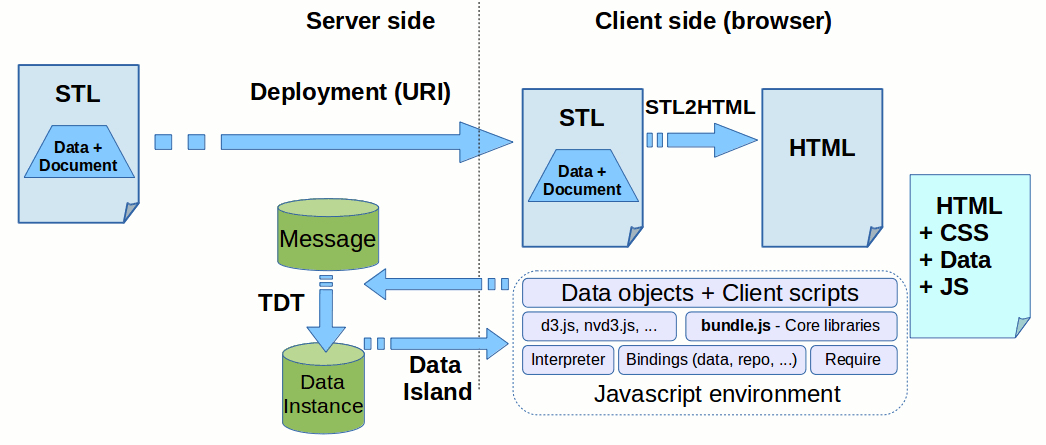 Server side
Client side (browser)
STL
Data +
Document
Deployment (URI)
STL
Data +
Document
STL2HTML
HTML
HTML
+ CSS
+ Data
+ JS
Message
TDT
Data
Instance
Data
Island
Data objects + Client scripts
d3.js, nvd3.js, ...
bundle.js - Core libraries
Interpreter
Bindings (data, repo, ...)
Require
Javascript environment